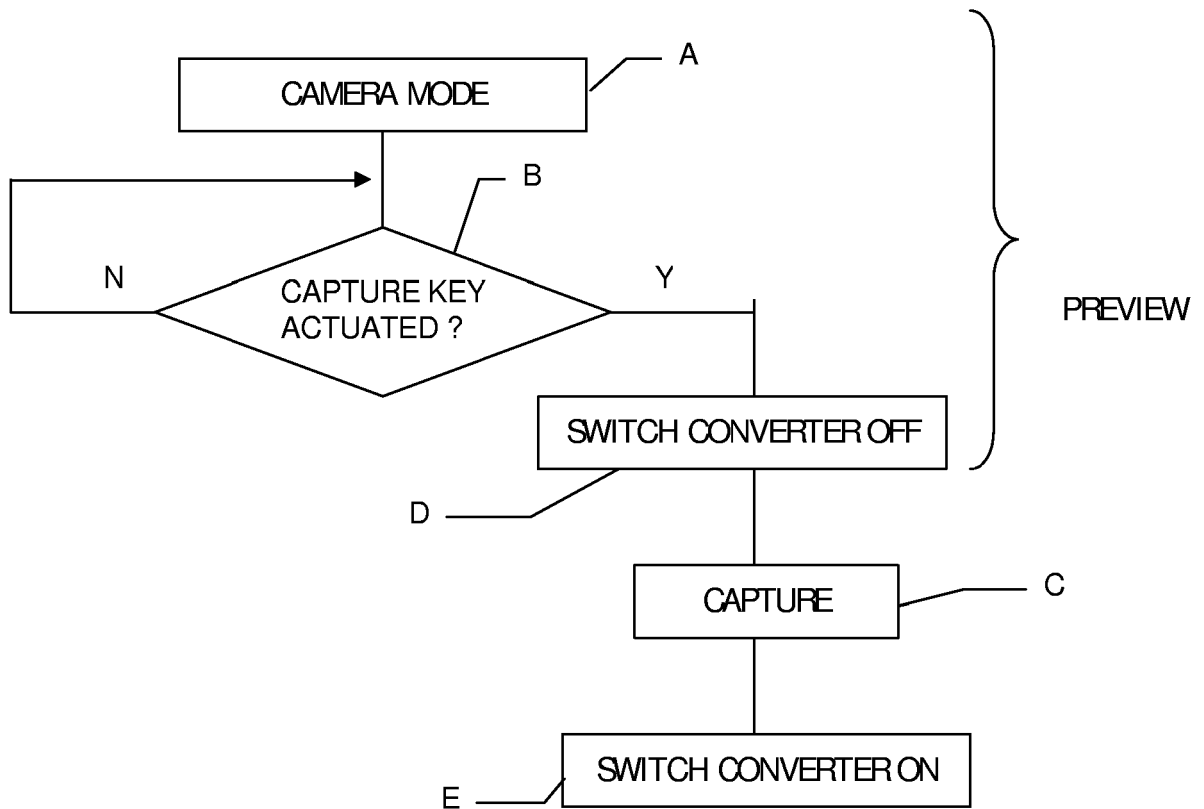 A
CAMERA MODE
B
N
Y
CAPTURE KEY
ACTUATED ?
PREVIEW
SWITCH CONVERTER OFF
D
C
CAPTURE
SWITCH CONVERTER ON
E